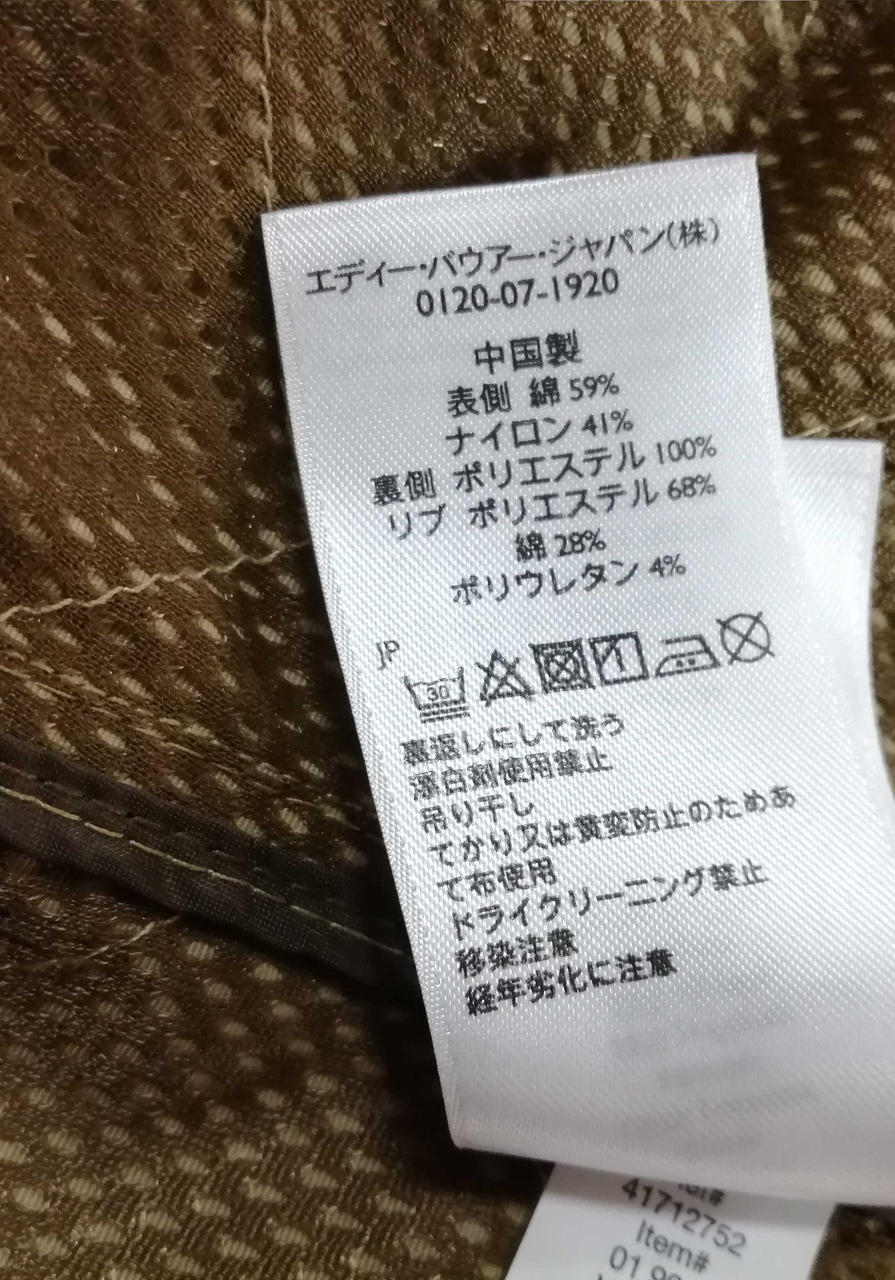 エディー・バウアー・ジャパン(株)
0120-07-1920
中国製
表側 綿 59%
ナイロン 41%
裏側 ポリエステル 100%
リブ ポリエステル 68%
綿 28%
ポリウレタン 4%
JP
30
裏返しにして洗う
漂白剤使用禁止
吊り干し
てかり又は黄変防止のためあ
て布使用
ドライクリーニング禁止
移染注意
経年劣化に注意
41712752
Item#